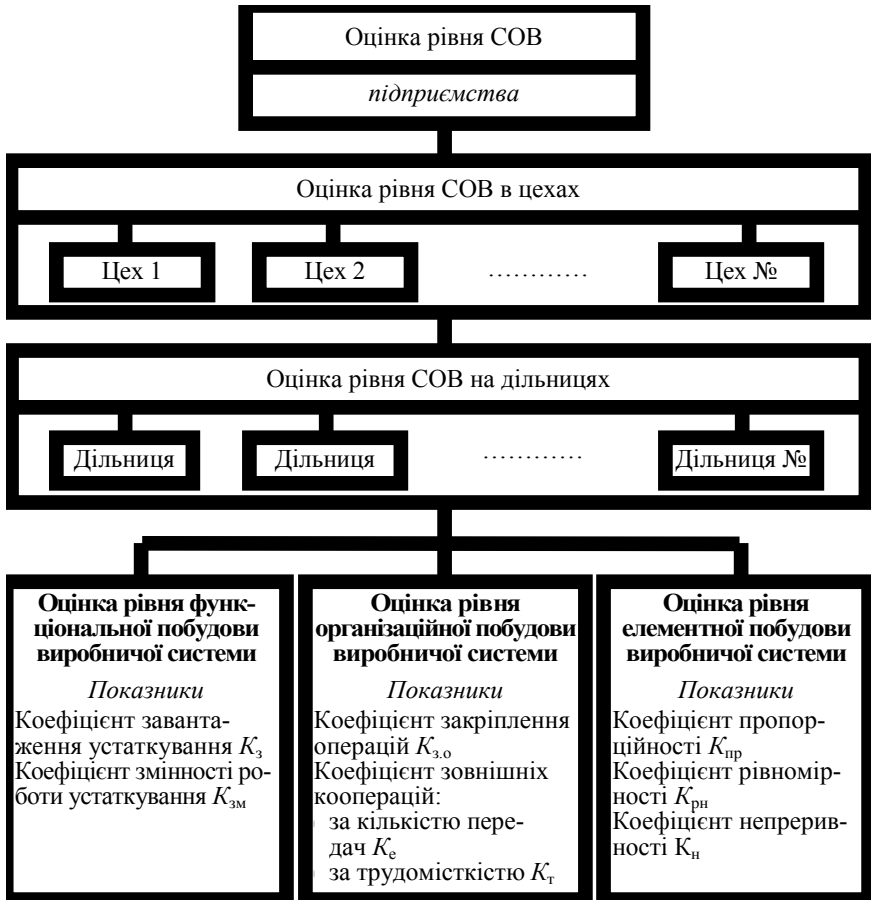 Оцінка рівня СОВ
підприємства
Оцінка рівня СОВ в цехах
Цех 1
Цех 2
…………
Цех №
Оцінка рівня СОВ на дільницях
Дільниця
Дільниця
…………
Дільниця №
Оцінка рівня функ-
ціональної побудови
виробничої системи
Показники
Коефіцієнт заванта-
ження устаткування Kз
Коефіцієнт змінності ро-
боти устаткування Kзм
Оцінка рівня
організаційної побудови
виробничої системи
Показники
Коефіцієнт закріплення
операцій Kз.о
Коефіцієнт зовнішніх
кооперацій:
) за кількістю пере-
дач Kе
) за трудомісткістю Kт
Оцінка рівня
елементної побудови
виробничої системи
Показники
Коефіцієнт пропор-
ційності Kпр
Коефіцієнт рівномір-
ності Kрн
Коефіцієнт непрерив-
ності Kн